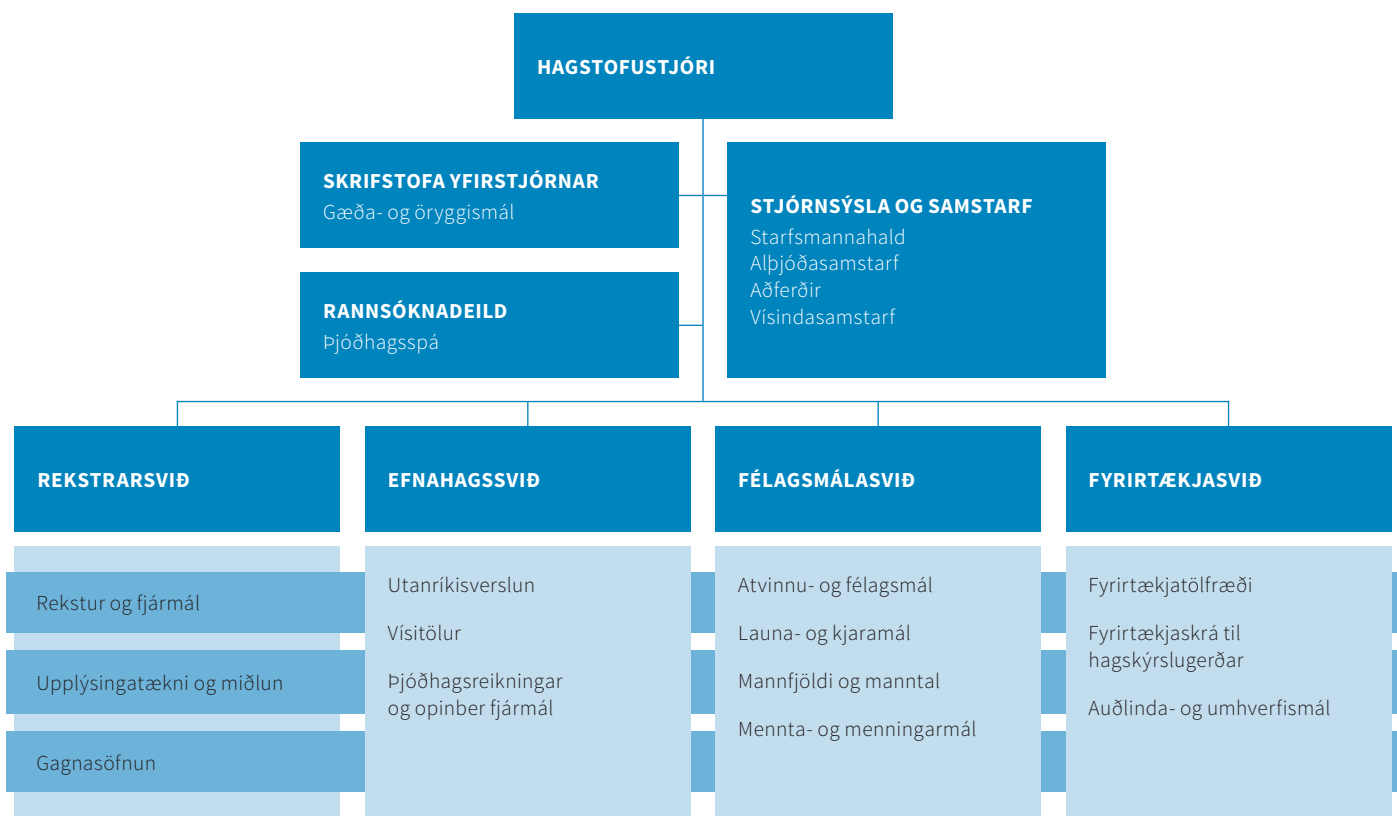 HAGSTOFUSTJÓRI
SKRIFSTOFA YFIRSTJÓRNAR
Gæða- og öryggismál
STJÓRNSÝSLA OG SAMSTARF
Starfsmannahald
Alþjóðasamstarf
Aðferðir
Vísindasamstarf
RANNSÓKNADEILD
Þjóðhagsspá
REKSTRARSVIÐ
Rekstur og fjármál
Upplýsingatækni og miðlun
Gagnasöfnun
EFNAHAGSSVIÐ
Utanríkisverslun
Vísitölur
Þjóðhagsreikningar
og opinber fjármál
FÉLAGSMÁLASVIÐ
Atvinnu- og félagsmál
Launa- og kjaramál
Mannfjöldi og manntal
Mennta- og menningarmál
FYRIRTÆKJASVIÐ
Fyrirtækjatölfræði
Fyrirtækjaskrá til
hagskýrslugerðar
Auðlinda- og umhverfismál